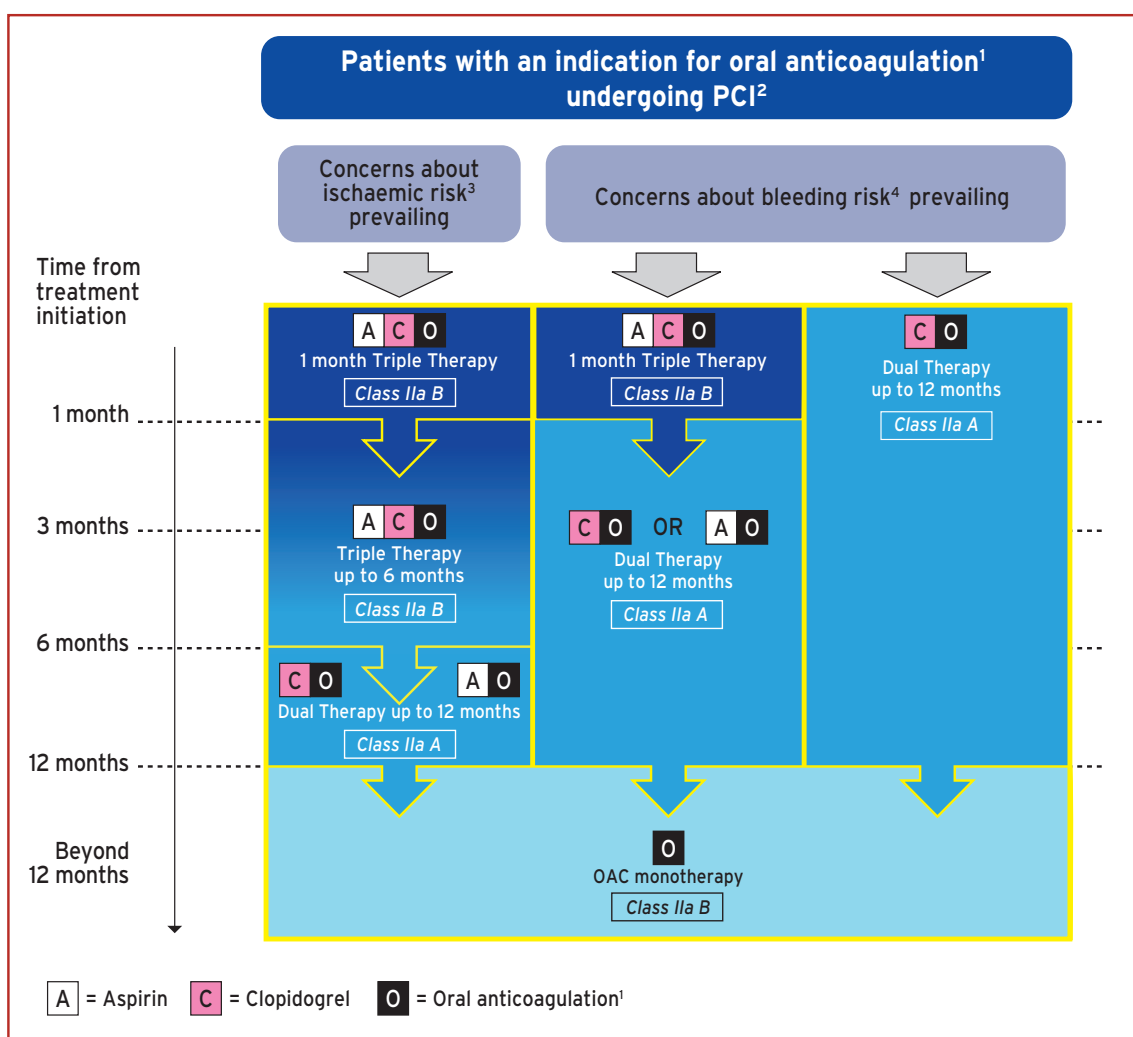 Patients with an indication for oral anticoagulation¹
undergoing PCI²
Concerns about
ischaemic risk³
prevailing
Concerns about bleeding risk⁴ prevailing
Time from
treatment
initiation
A C O
1 month Triple Therapy
Class IIa B
A C O
1 month Triple Therapy
Class IIa B
C O
Dual Therapy
up to 12 months
Class IIa A
1 month
3 months
A C O
Triple Therapy
up to 6 months
Class IIa B
C O OR A O
Dual Therapy
up to 12 months
Class IIa A
6 months
C O A O
Dual Therapy up to 12 months
Class IIa A
12 months
Beyond
12 months
O
OAC monotherapy
Class IIa B
A = Aspirin C = Clopidogrel O = Oral anticoagulation¹